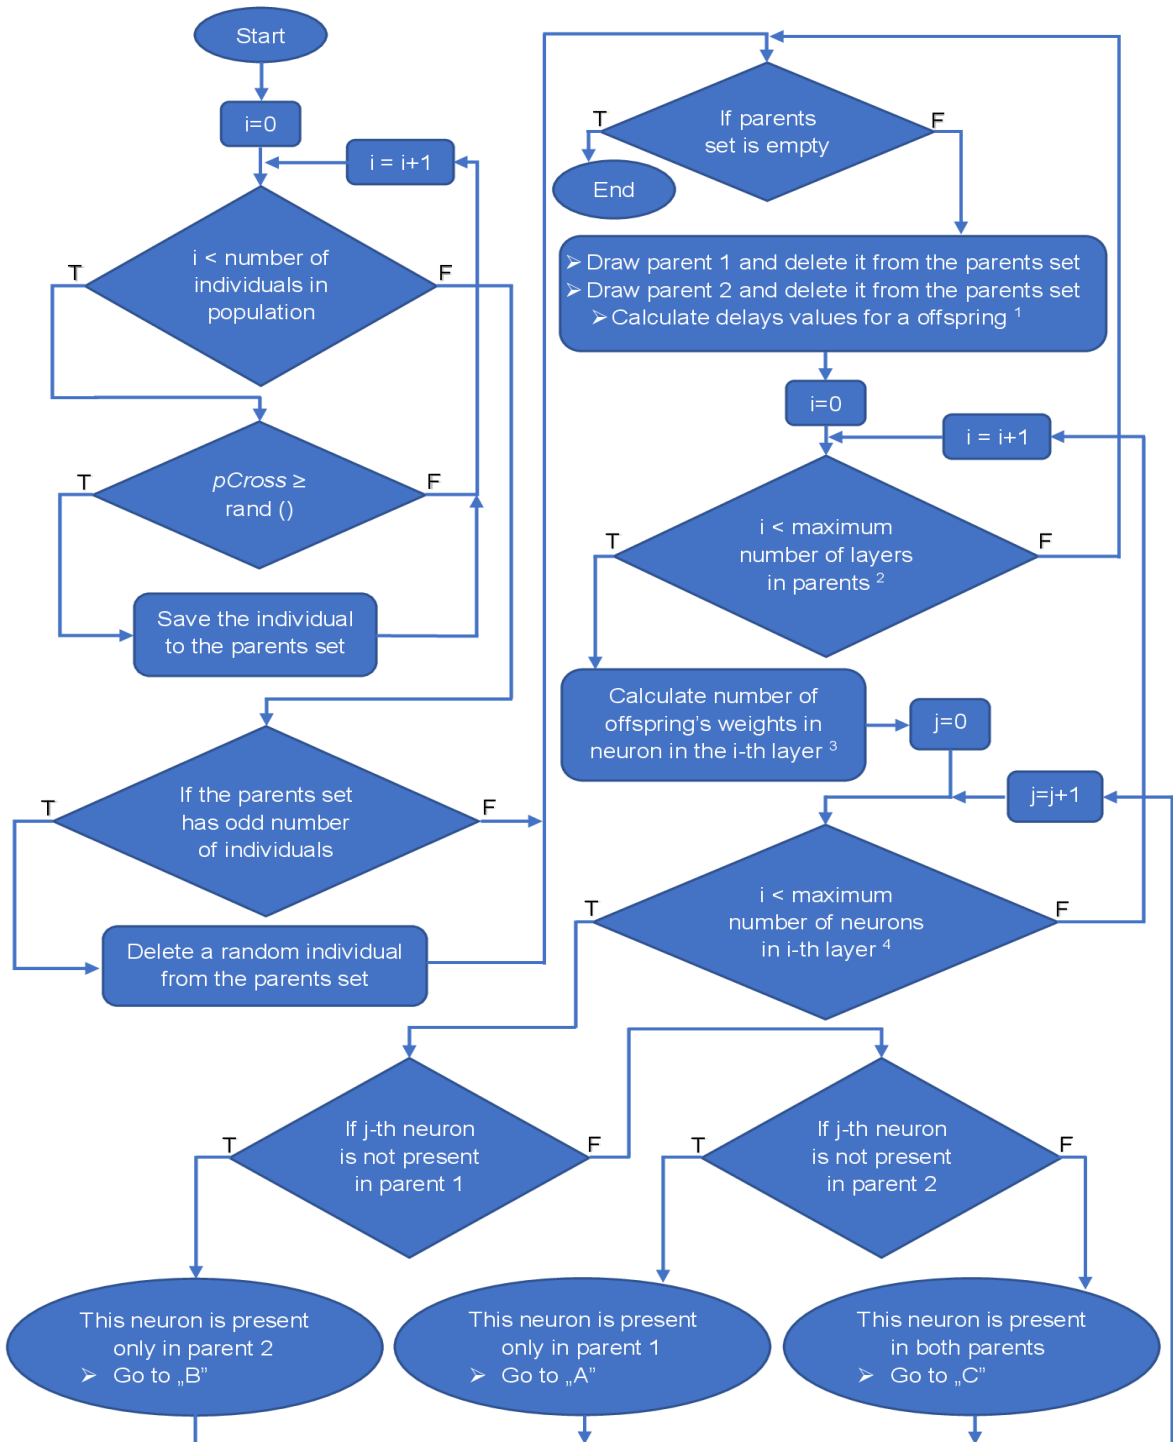 Start
i=0
i = i+1
i < number of
individuals in
population
T
F
pCross ≥
rand ()
T
F
Save the individual
to the parents set
If the parents set
has odd number
of individuals
T
F
Delete a random individual
from the parents set
If parents
set is empty
T
F
End
➢ Draw parent 1 and delete it from the parents set
➢ Draw parent 2 and delete it from the parents set
➢ Calculate delays values for a offspring ¹
i=0
i = i+1
i < maximum
number of layers
in parents ²
T
F
Calculate number of
offspring's weights in
neuron in the i-th layer ³
j=0
j=j+1
i < maximum
number of neurons
in i-th layer ⁴
T
F
If j-th neuron
is not present
in parent 1
T
F
If j-th neuron
is not present
in parent 2
T
F
This neuron is present
only in parent 2
➢ Go to „B”
This neuron is present
only in parent 1
➢ Go to „A”
This neuron is present
in both parents
➢ Go to „C”